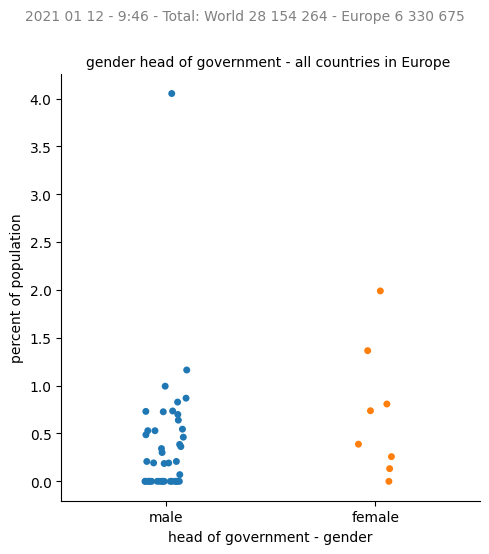 2021 01 12 - 9:46 - Total: World 28 154 264 - Europe 6 330 675
gender head of government - all countries in Europe
percent of population
4.0
3.5
3.0
2.5
2.0
1.5
1.0
0.5
0.0
male female
head of government - gender